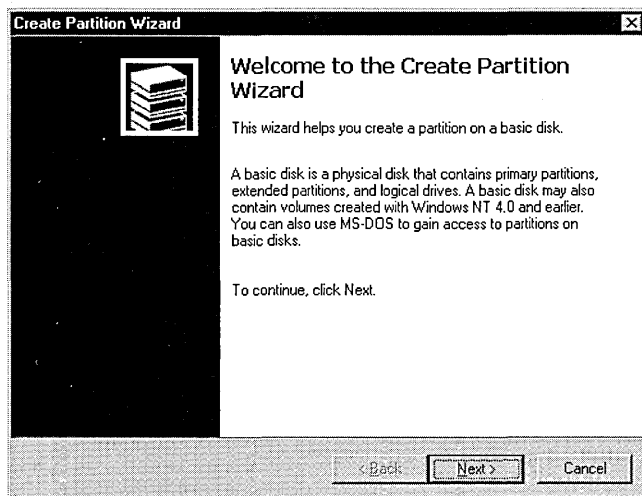 Create Partition Wizard
Welcome to the Create Partition
Wizard
This wizard helps you create a partition on a basic disk.
A basic disk is a physical disk that contains primary partitions,
extended partitions, and logical drives. A basic disk may also
contain volumes created with Windows NT 4.0 and earlier.
You can also use MS-DOS to gain access to partitions on
basic disks.
To continue, click Next.
< Back Next > Cancel